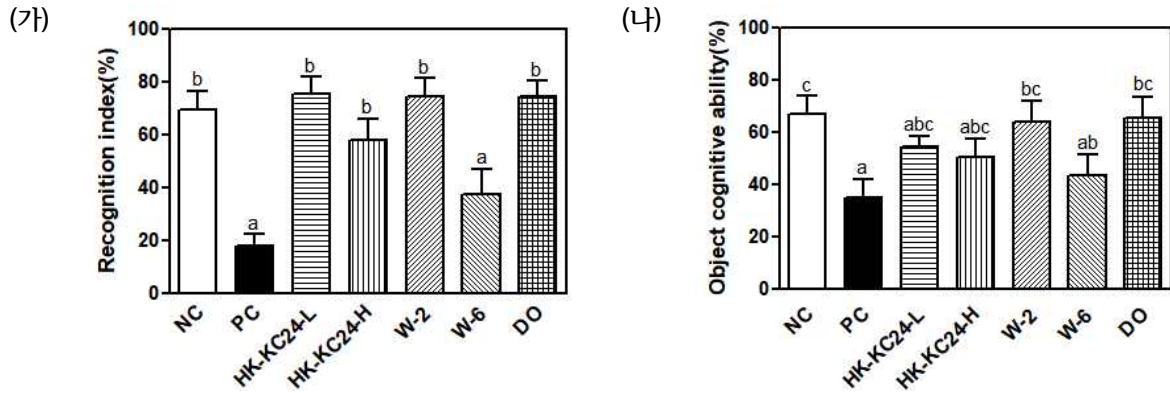 (가)
Recognition index(%)
100
80
60
40
20
0
b
a
b
b
b
a
b
NC
PC
HK-KC24-L
HK-KC24-H
W-2
W-6
DO
(나)
Object cognitive ability(%)
100
80
60
40
20
0
c
a
abc
abc
bc
ab
bc
NC
PC
HK-KC24-L
HK-KC24-H
W-2
W-6
DO